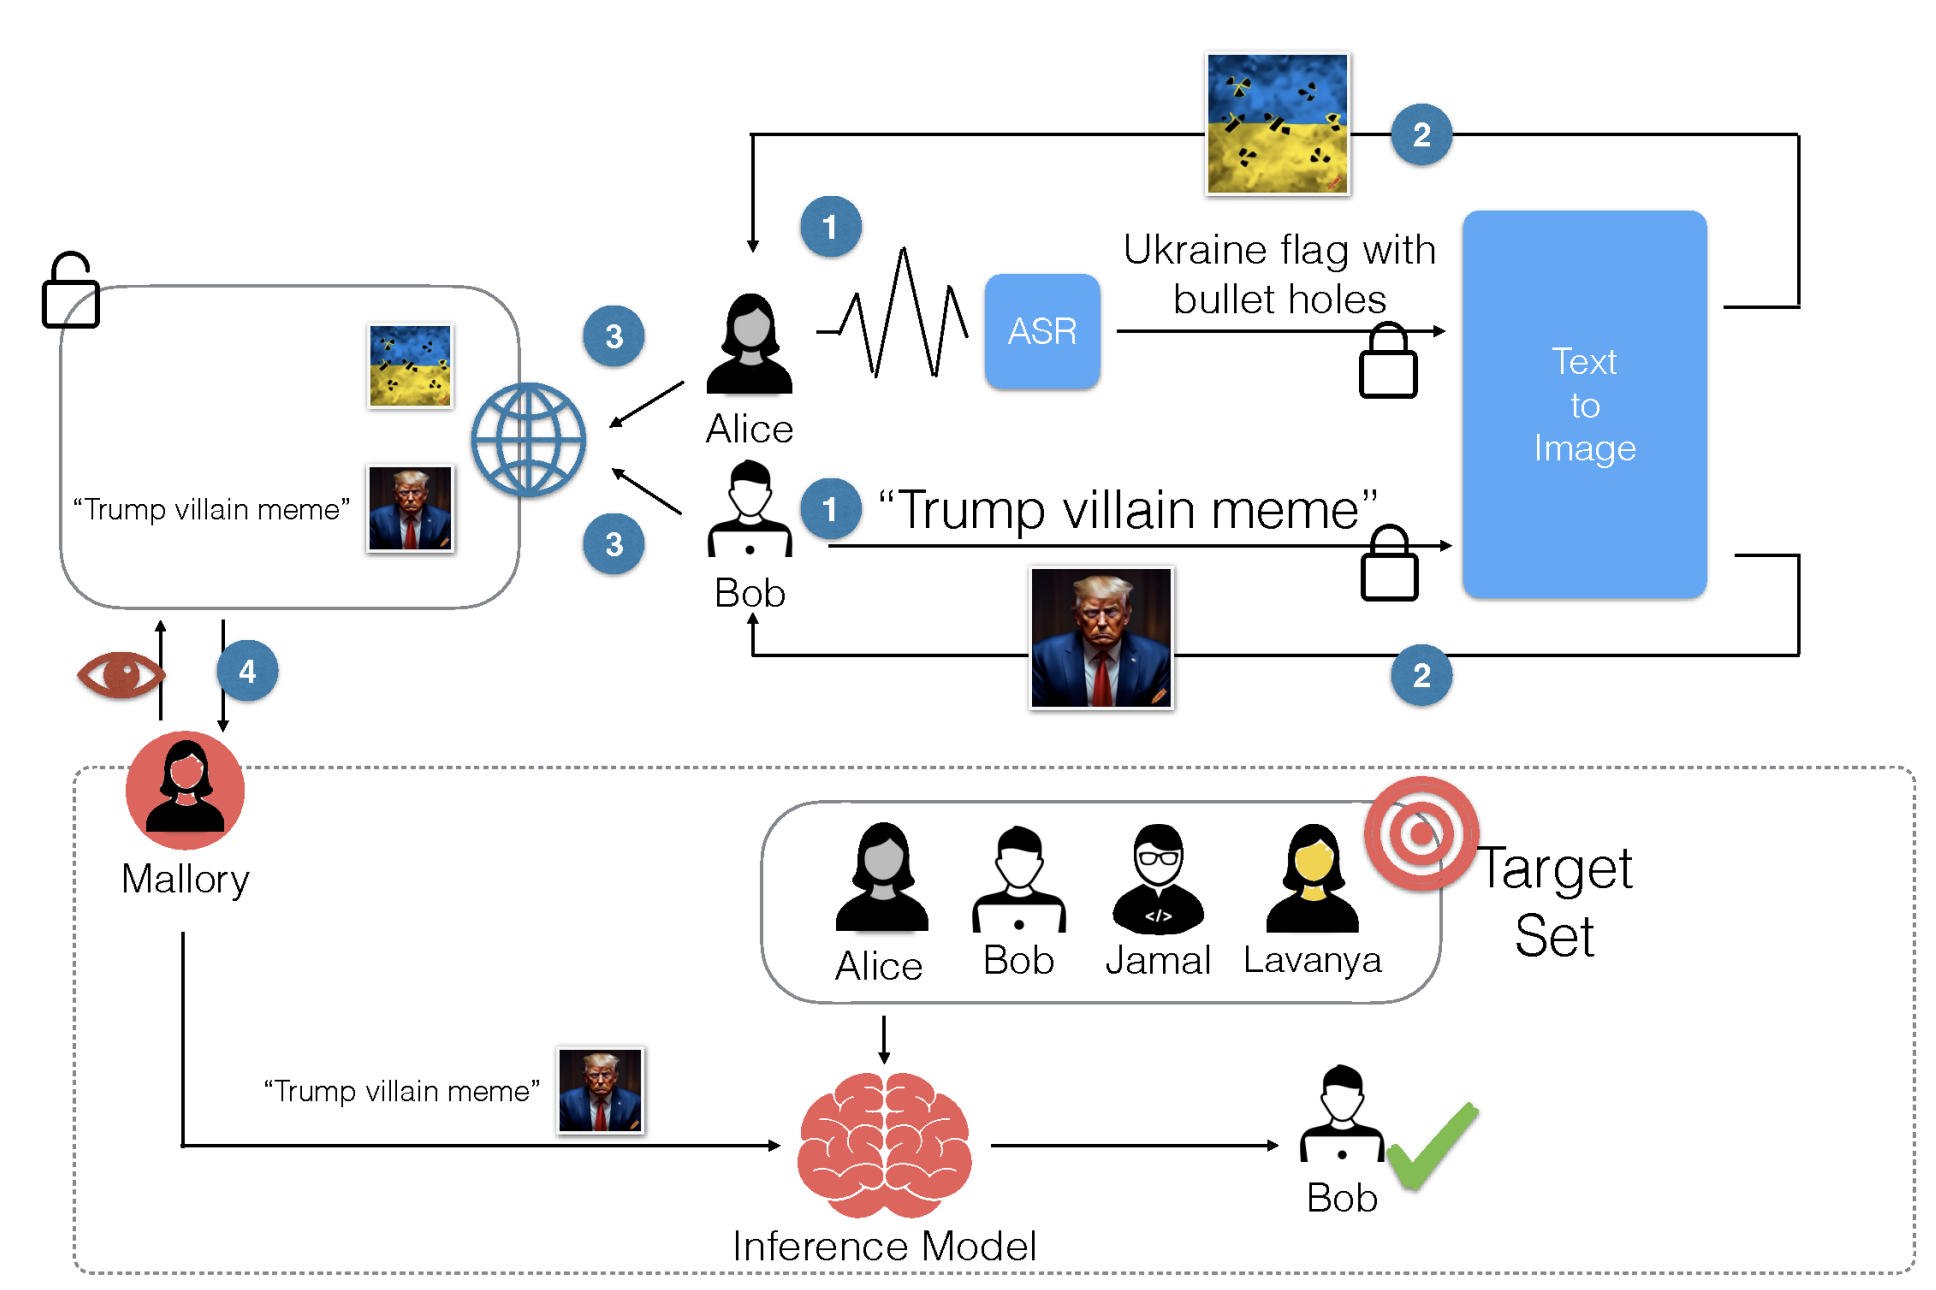 2
1
Ukraine flag with
bullet holes
ASR
Text
to
Image
3
Alice
"Trump villain meme"
1
"Trump villain meme"
3
Bob
4
2
Mallory
Target
Set
Alice
Bob
Jamal
Lavanya
</>
"Trump villain meme"
Bob
Inference Model